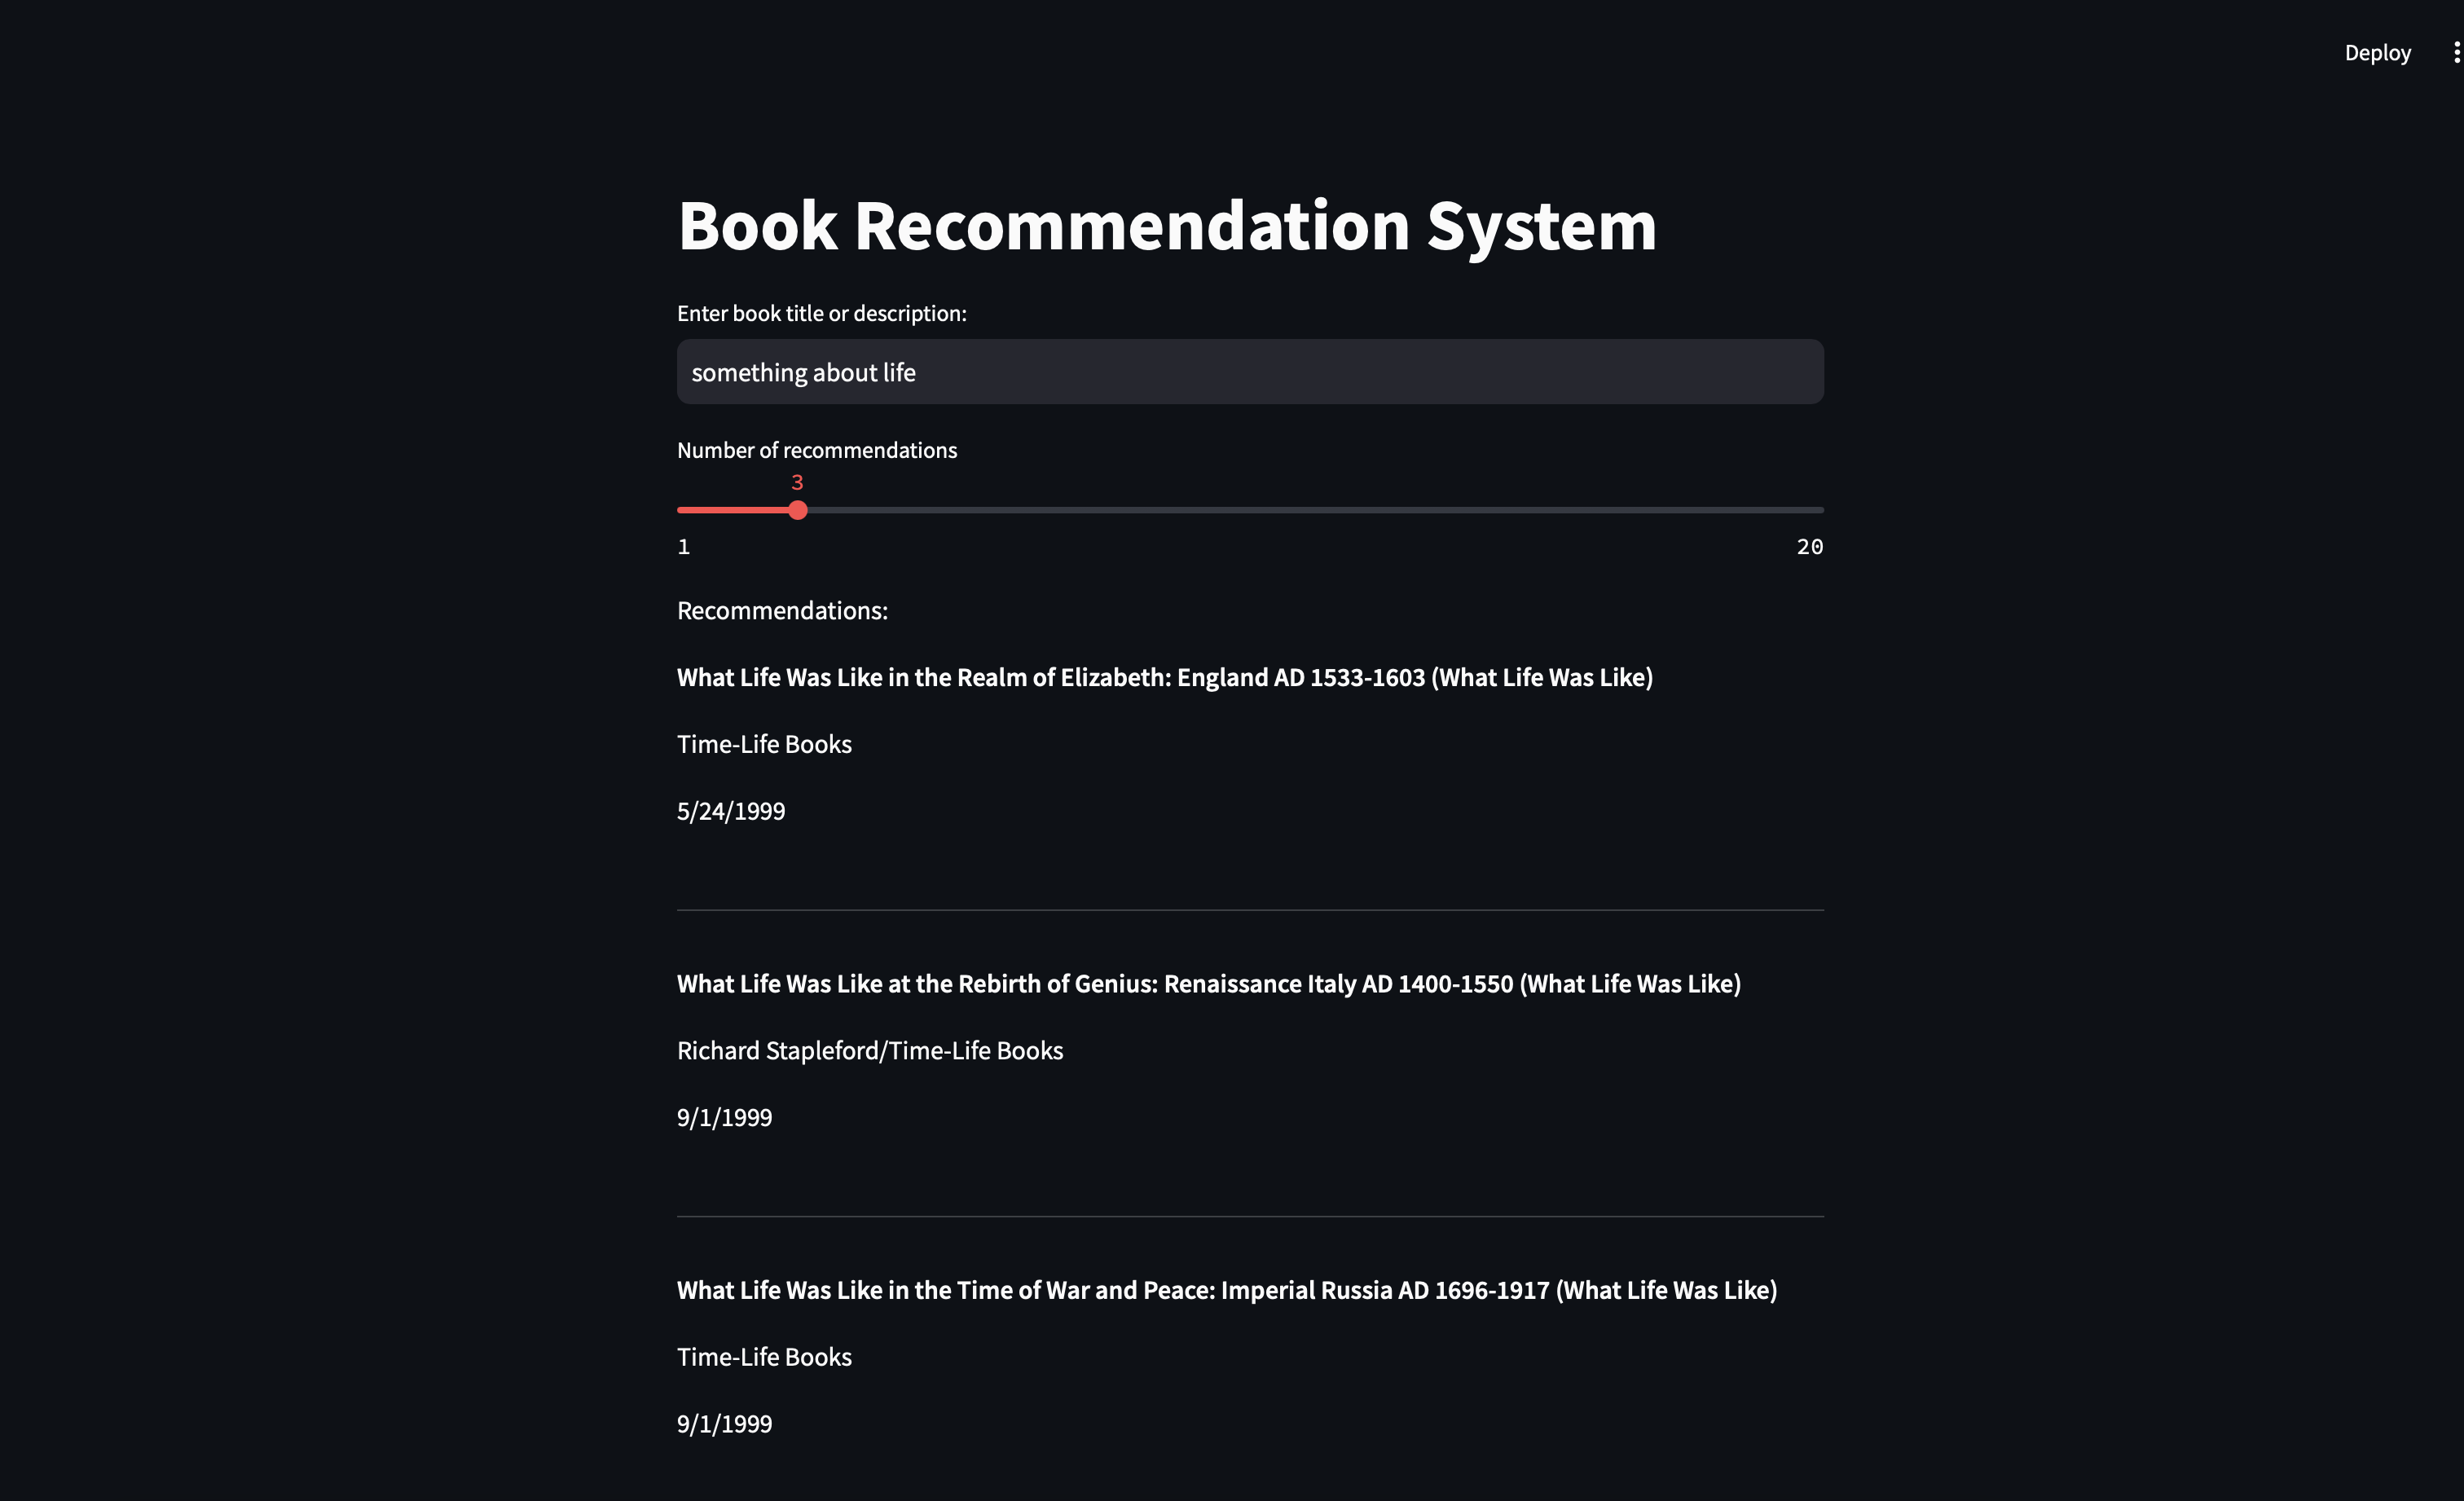 Deploy
Book Recommendation System
Enter book title or description:
something about life
Number of recommendations
3
1
20
Recommendations:
What Life Was Like in the Realm of Elizabeth: England AD 1533-1603 (What Life Was Like)
Time-Life Books
5/24/1999
What Life Was Like at the Rebirth of Genius: Renaissance Italy AD 1400-1550 (What Life Was Like)
Richard Stapleford/Time-Life Books
9/1/1999
What Life Was Like in the Time of War and Peace: Imperial Russia AD 1696-1917 (What Life Was Like)
Time-Life Books
9/1/1999